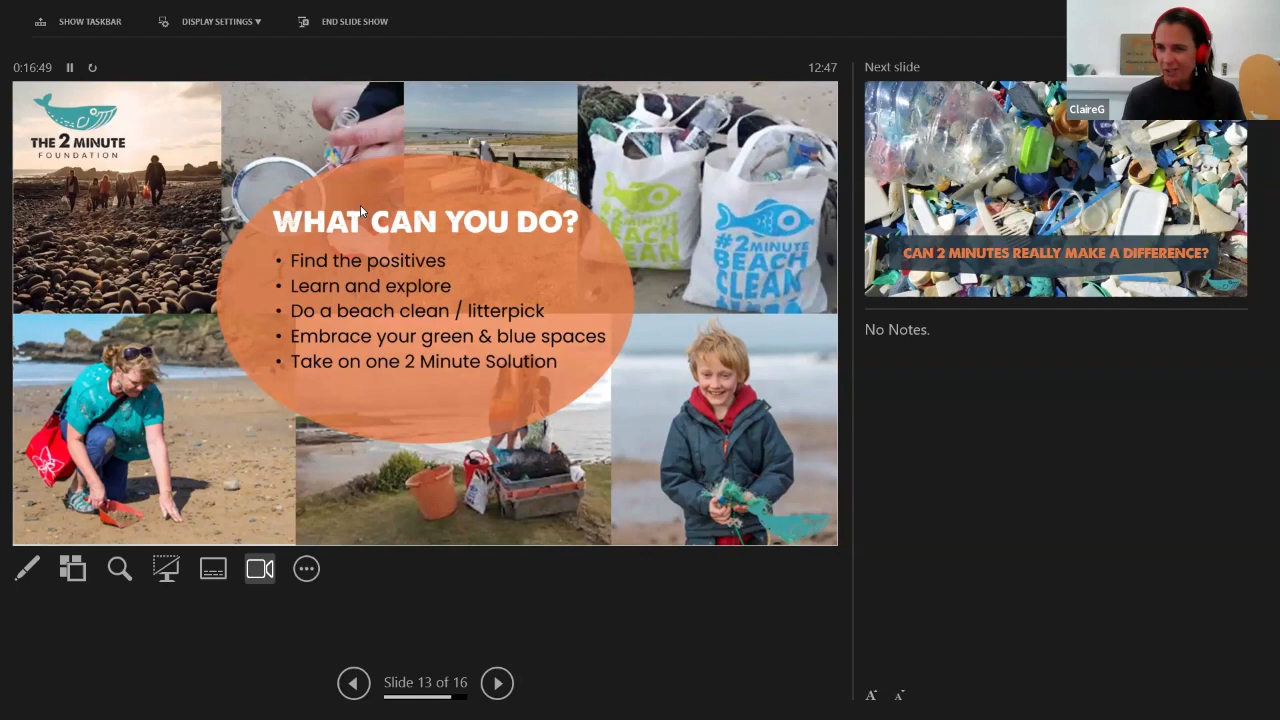 SHOW TASKBAR
DISPLAY SETTINGS ▼
END SLIDE SHOW
0:16:49
12:47
Next slide
ClaireG
THE 2 MINUTE
FOUNDATION
WHAT CAN YOU DO?
• Find the positives
• Learn and explore
• Do a beach clean / litterpick
• Embrace your green & blue spaces
• Take on one 2 Minute Solution
MINUTE
BEACH
CLEAN
#2MINUTE
BEACH
CLEAN
CAN 2 MINUTES REALLY MAKE A DIFFERENCE?
No Notes.
Slide 13 of 16
A
A